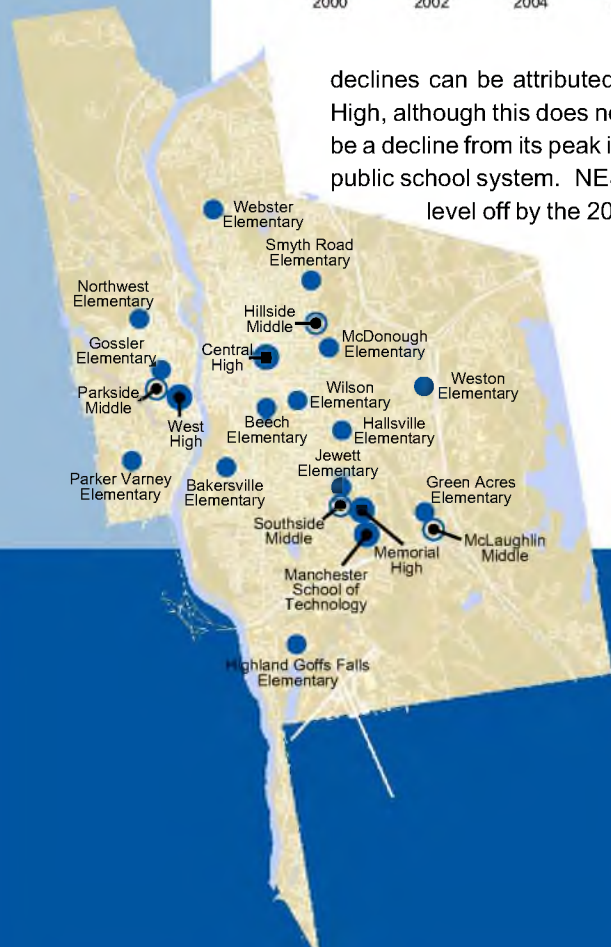 2000 2002 2004
declines can be attributed
High, although this does ne
be a decline from its peak i
public school system. NE
level off by the 20
Webster
Elementary
Smyth Road
Elementary
Northwest
Elementary
Hillside
Middle
Gossler
Elementary
Central
High
McDonough
Elementary
Parkside
Middle
West
High
Wilson
Elementary
Weston
Elementary
Beech
Elementary
Hallsville
Elementary
Parker Varney
Elementary
Bakersville
Elementary
Jewett
Elementary
Green Acres
Elementary
Southside
Middle
Memorial
High
McLaughlin
Middle
Manchester
School of
Technology
Highland Goffs Falls
Elementary